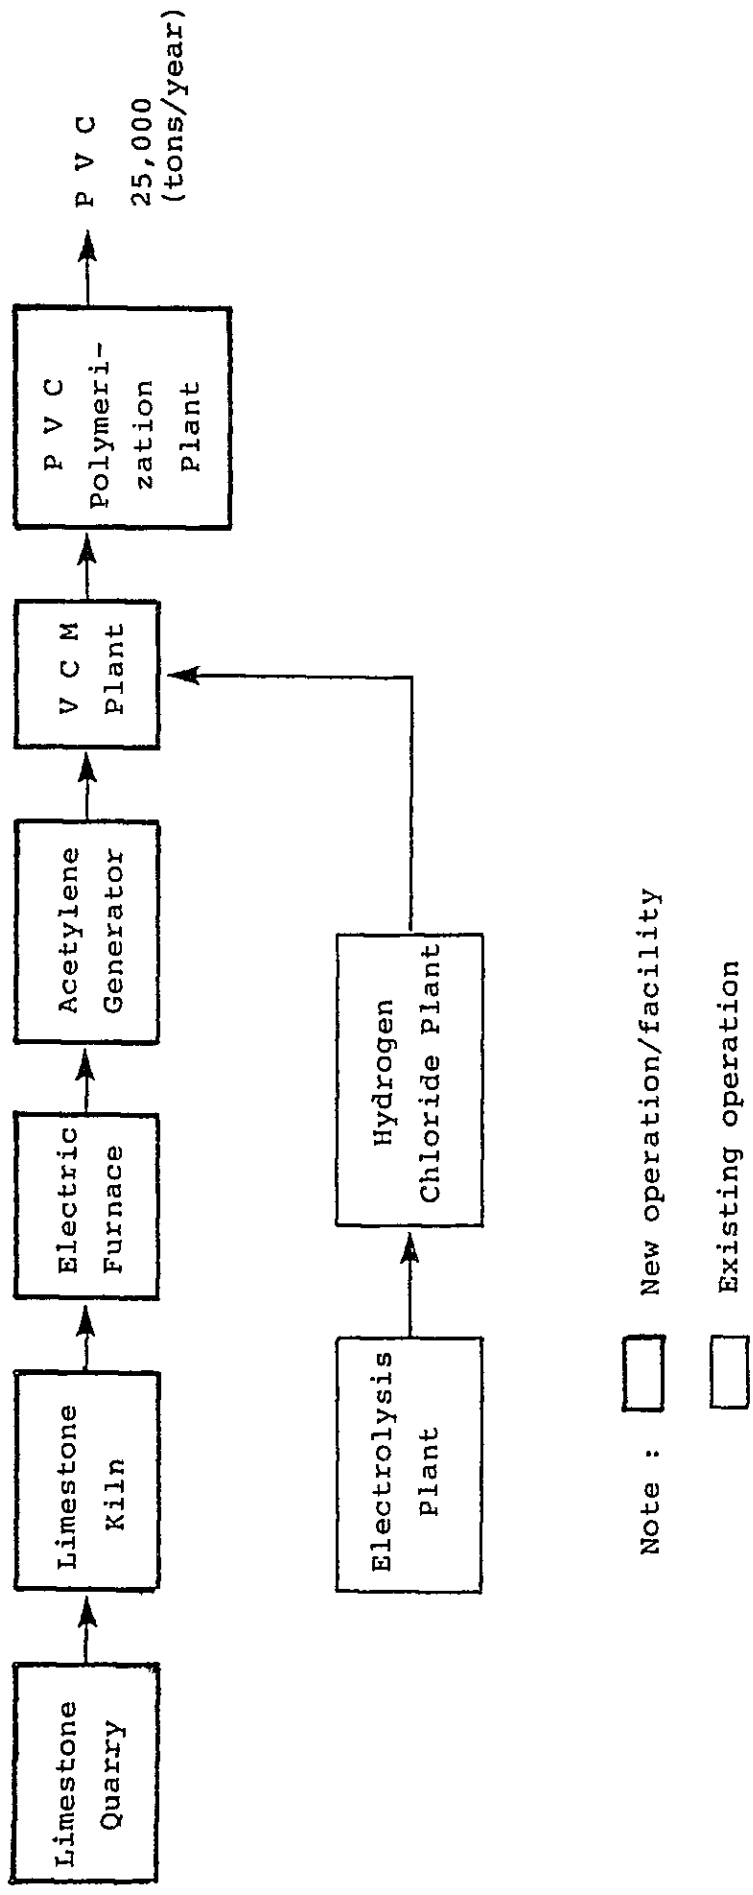 Limestone
Quarry
Limestone
Kiln
Electric
Furnace
Acetylene
Generator
V C M
Plant
P V C
Polymeri-
zation
Plant
P V C
25,000
(tons/year)
Electrolysis
Plant
Hydrogen
Chloride Plant
Note :
New operation/facility
Existing operation